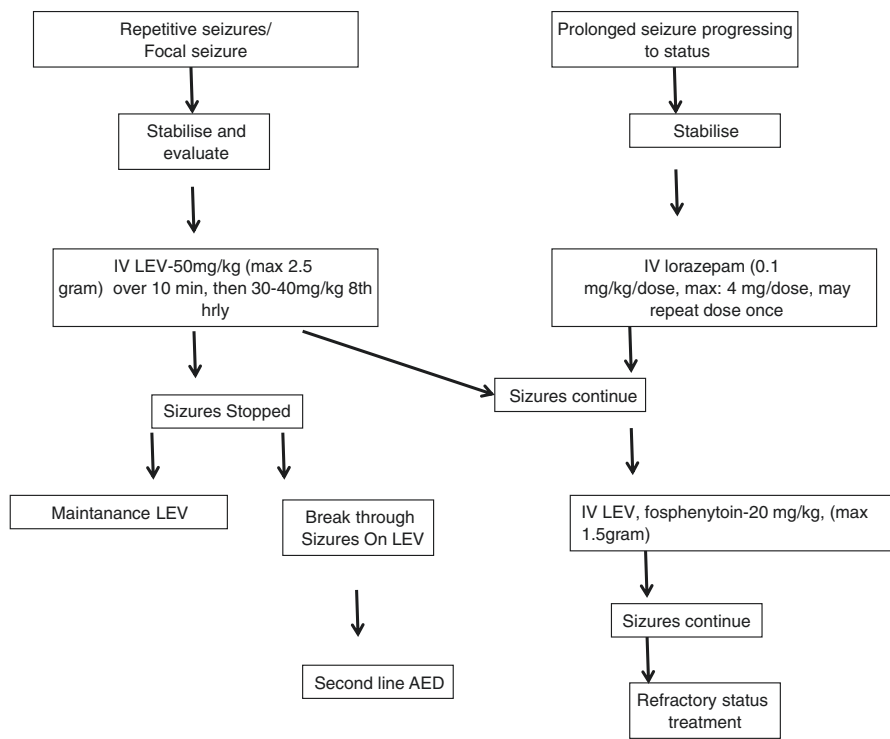 Repetitive seizures/
Focal seizure
Prolonged seizure progressing
to status
Stabilise and
evaluate
Stabilise
IV LEV-50mg/kg (max 2.5
gram) over 10 min, then 30-40mg/kg 8th
hrly
IV lorazepam (0.1
mg/kg/dose, max: 4 mg/dose, may
repeat dose once
Sizures continue
Sizures Stopped
Maintanance LEV
Break through
Sizures On LEV
IV LEV, fosphenytoin-20 mg/kg, (max
1.5gram)
Sizures continue
Second line AED
Refractory status
treatment